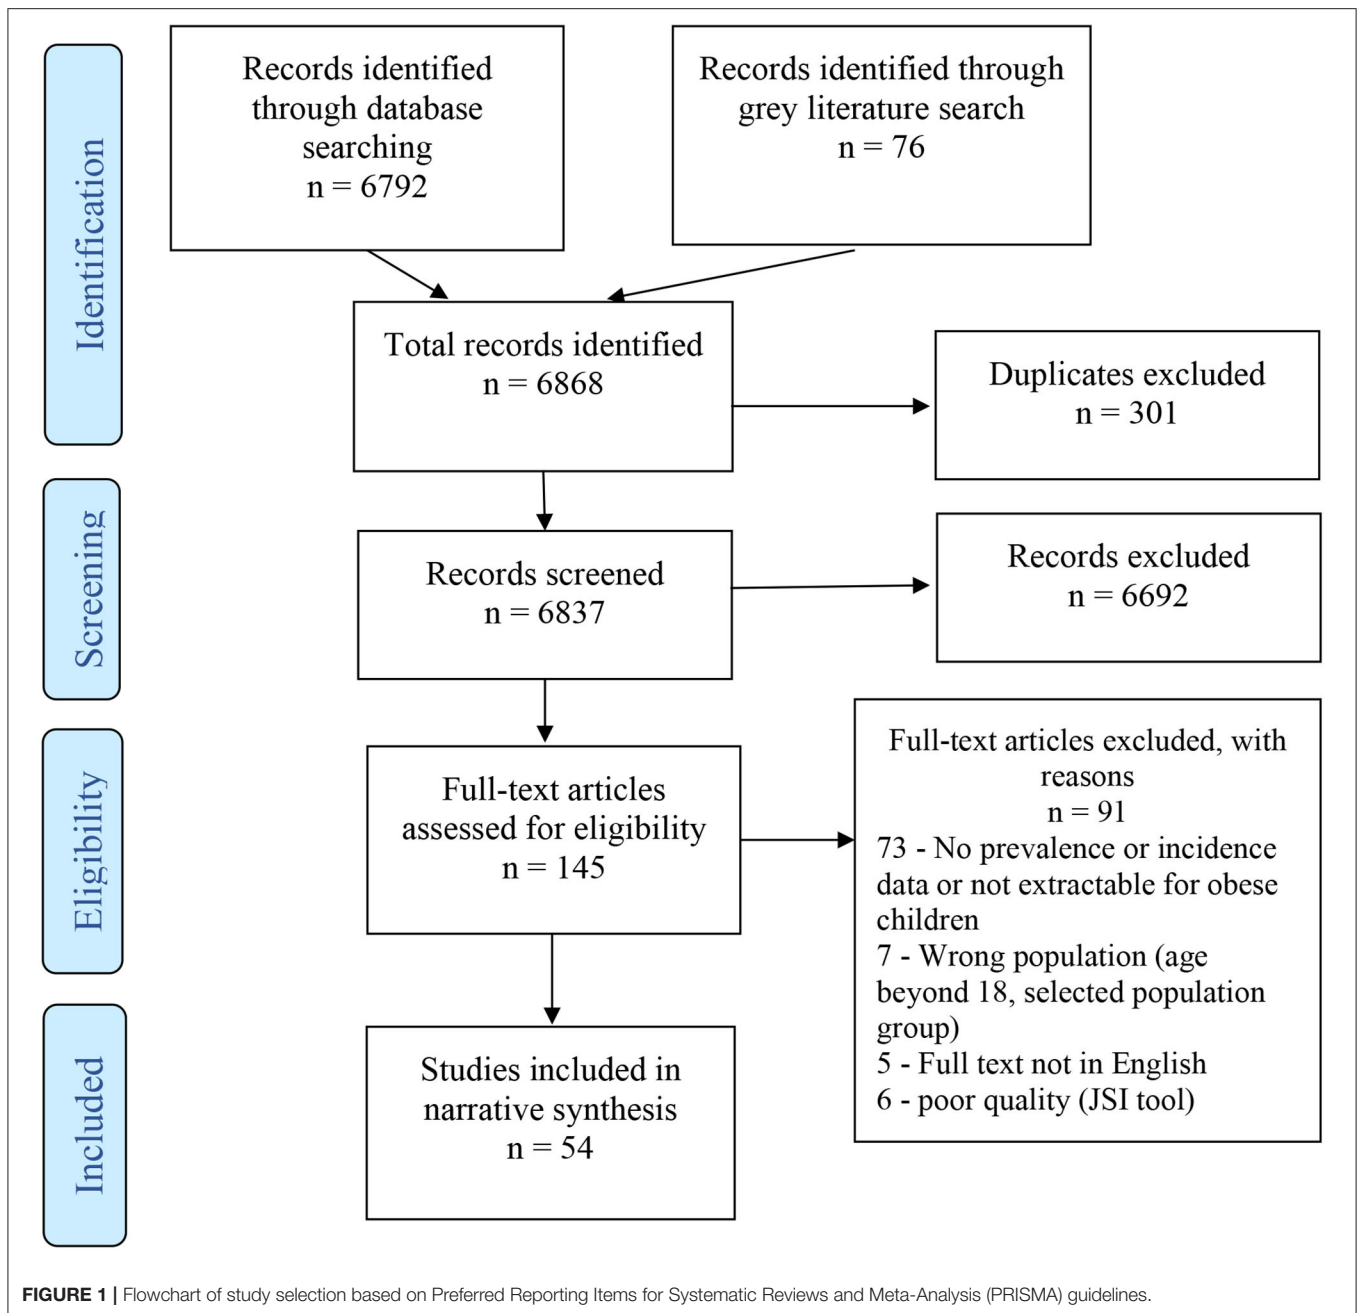 Identification
Records identified
through database
searching
n = 6792
Records identified through
grey literature search
n = 76
Total records identified
n = 6868
Duplicates excluded
n = 301
Screening
Records screened
n = 6837
Records excluded
n = 6692
Eligibility
Full-text articles
assessed for eligibility
n = 145
Full-text articles excluded, with
reasons
n = 91
73 - No prevalence or incidence
data or not extractable for obese
children
7 - Wrong population (age
beyond 18, selected population
group)
5 - Full text not in English
6 - poor quality (JSI tool)
Included
Studies included in
narrative synthesis
n = 54
FIGURE 1 | Flowchart of study selection based on Preferred Reporting Items for Systematic Reviews and Meta-Analysis (PRISMA) guidelines.